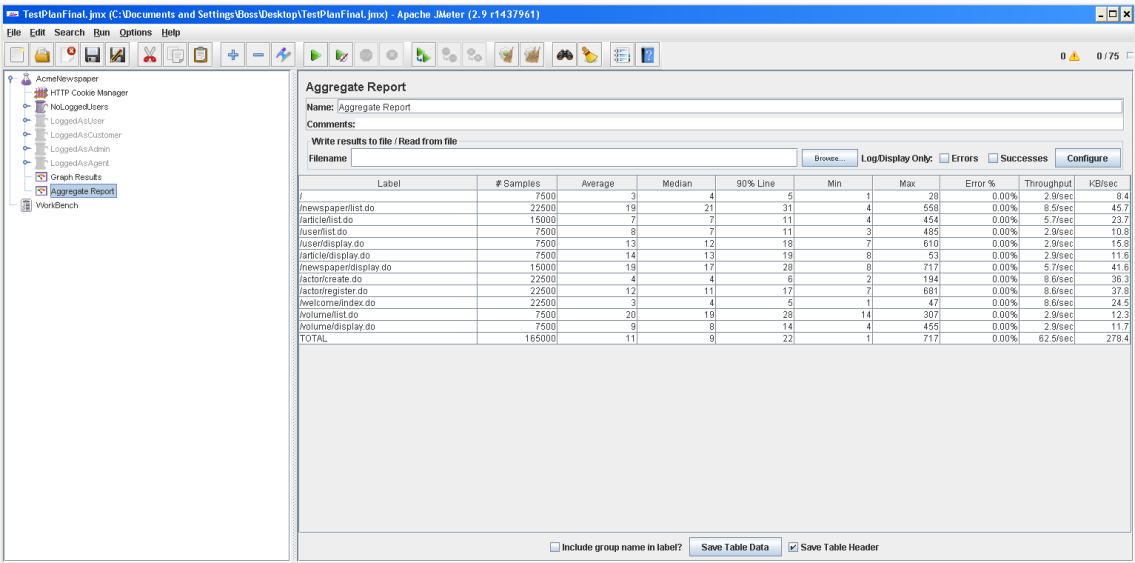 TestPlanFinal.jmx (C:\Documents and Settings\Boss\Desktop\TestPlanFinal.jmx) - Apache JMeter (2.9 r1437961)
File Edit Search Run Options Help
0 0 / 75
AcmeNewspaper
HTTP Cookie Manager
NoLoggedUsers
LoggedAsUser
LoggedAsCustomer
LoggedAsAdmin
LoggedAsAgent
Graph Results
Aggregate Report
WorkBench
Aggregate Report
Name: Aggregate Report
Comments:
Write results to file / Read from file
Filename Browse... Log/Display Only: Errors Successes Configure
Label # Samples Average Median 90% Line Min Max Error % Throughput KB/sec
/ 7500 3 4 5 1 28 0.00% 2.9/sec 8.4
/newspaper/list.do 22500 19 21 31 4 558 0.00% 8.5/sec 45.7
/article/list.do 15000 7 7 11 4 454 0.00% 5.7/sec 23.7
/user/list.do 7500 8 7 11 3 485 0.00% 2.9/sec 10.8
/user/display.do 7500 13 12 18 7 610 0.00% 2.9/sec 15.8
/article/display.do 7500 14 13 19 8 53 0.00% 2.9/sec 11.6
/newspaper/display.do 15000 19 17 28 8 717 0.00% 5.7/sec 41.6
/actor/create.do 22500 4 4 6 2 194 0.00% 8.6/sec 36.3
/actor/register.do 22500 12 11 17 7 681 0.00% 8.6/sec 37.8
/welcome/index.do 22500 3 4 5 1 47 0.00% 8.6/sec 24.5
/volume/list.do 7500 20 19 28 14 307 0.00% 2.9/sec 12.3
/volume/display.do 7500 9 8 14 4 455 0.00% 2.9/sec 11.7
TOTAL 165000 11 9 22 1 717 0.00% 62.5/sec 278.4
Include group name in label? Save Table Data Save Table Header